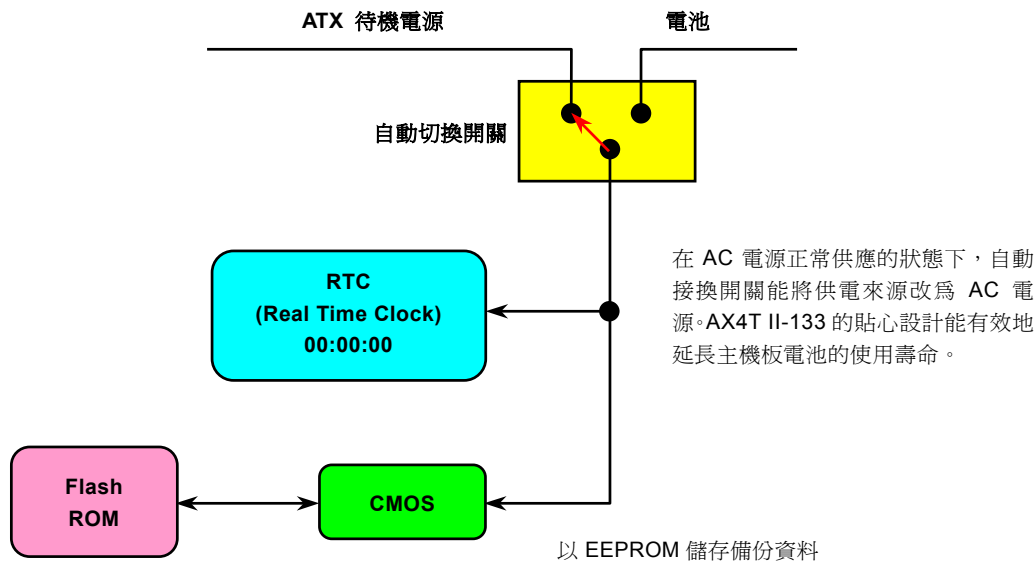 ATX 待機電源
電池
自動切換開關
在 AC 電源正常供應的狀態下，自動
接換開關能將供電來源改爲 AC 電
源。AX4T II-133 的貼心設計能有效地
延長主機板電池的使用壽命。
RTC
(Real Time Clock)
00:00:00
Flash
ROM
CMOS
以 EEPROM 儲存備份資料